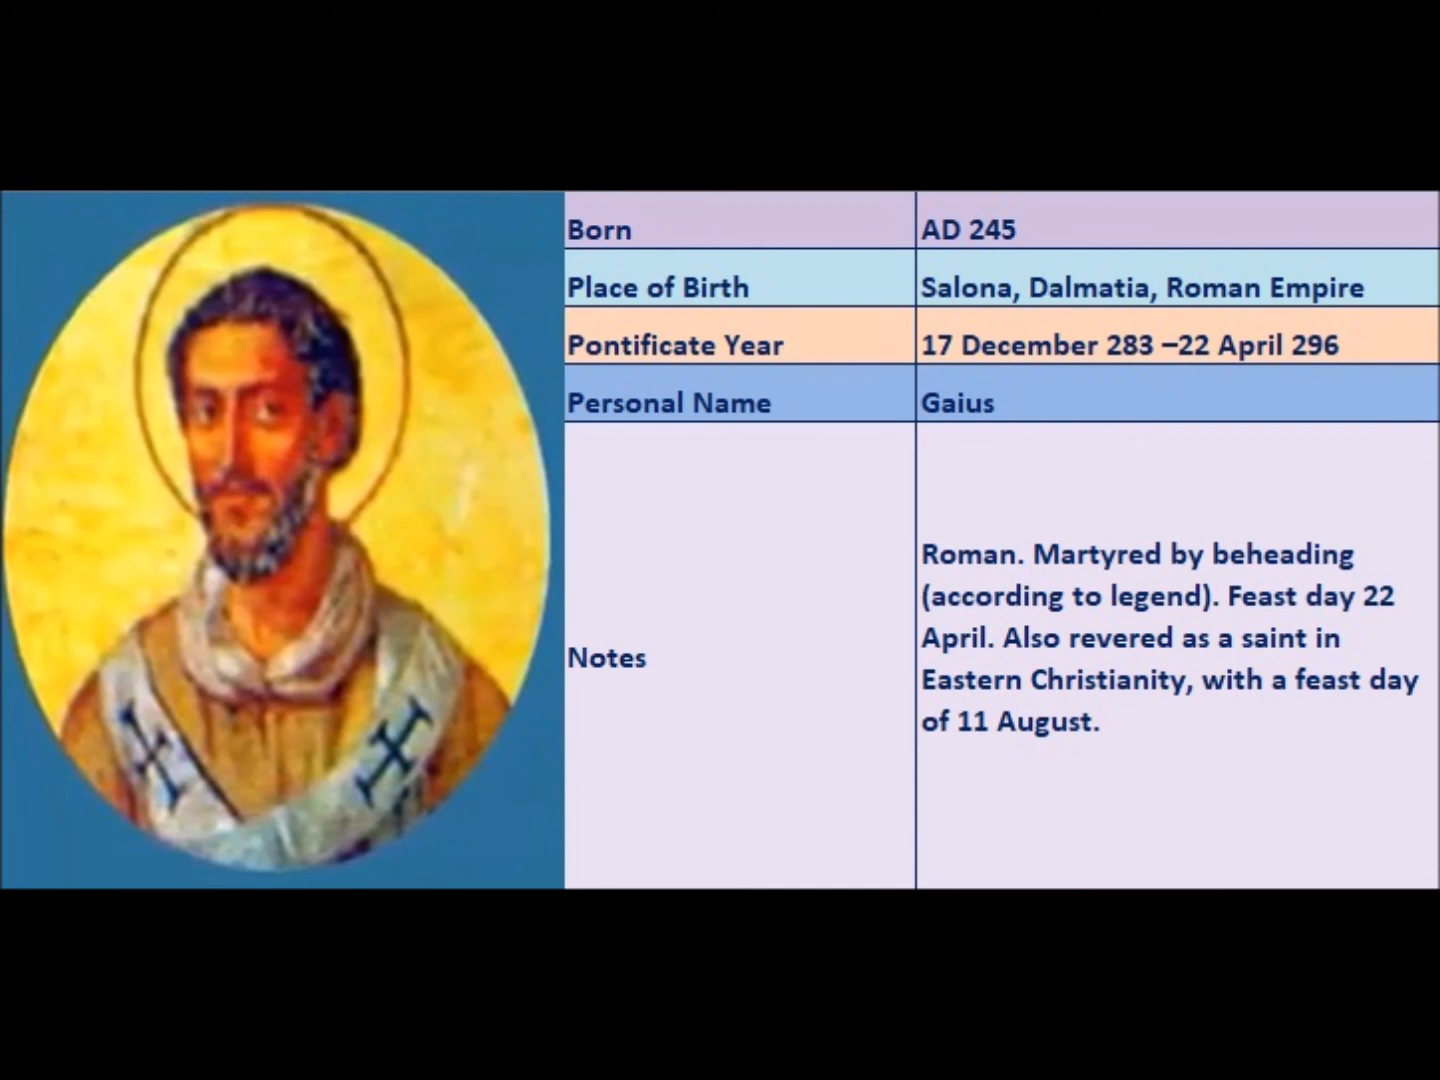 Born AD 245
Place of Birth Salona, Dalmatia, Roman Empire
Pontificate Year 17 December 283 –22 April 296
Personal Name Gaius
Notes
Roman. Martyred by beheading
(according to legend). Feast day 22
April. Also revered as a saint in
Eastern Christianity, with a feast day
of 11 August.